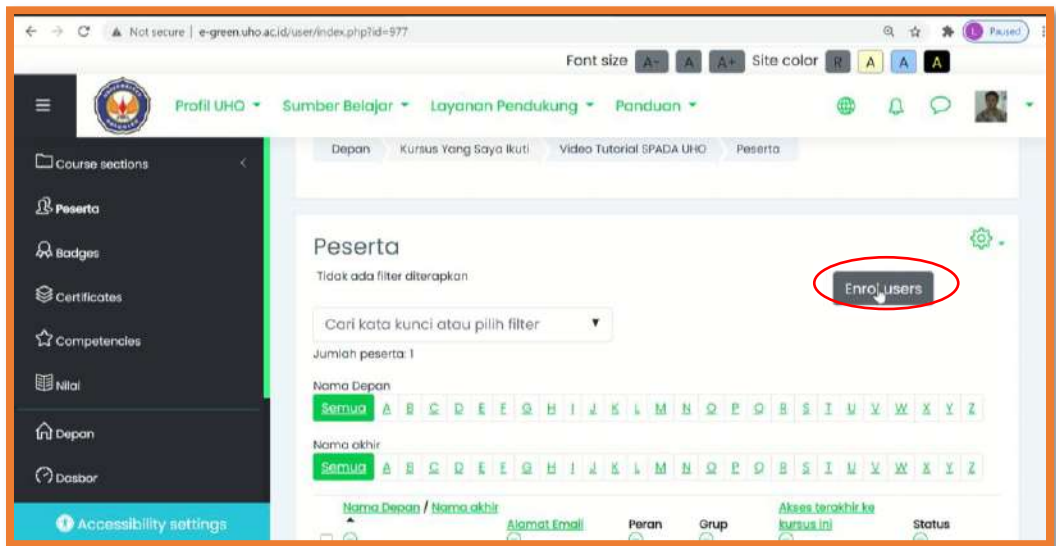 Not secure | e-green.uho.ac.id/user/index.php?id=977
L Paused
Font size A- A A+ Site color R A A A
Profil UHO Sumber Belajar Layanan Pendukung Panduan
Course sections
Peserta
Badges
Certificates
Competencies
Nilai
Depan
Dasbor
Accessibility settings
Depan Kursus Yang Saya Ikuti Video Tutorial SPADA UHO Peserta
Peserta
Tidak ada filter diterapkan
Enrol users
Cari kata kunci atau pilih filter
Jumlah peserta: 1
Nama Depan
Semua A B C D E F G H I J K L M N O P Q R S T U V W X Y Z
Nama akhir
Semua A B C D E F G H I J K L M N O P Q R S T U V W X Y Z
Nama Depan / Nama akhir Alamat Email Peran Grup Akses terakhir ke kursus ini Status